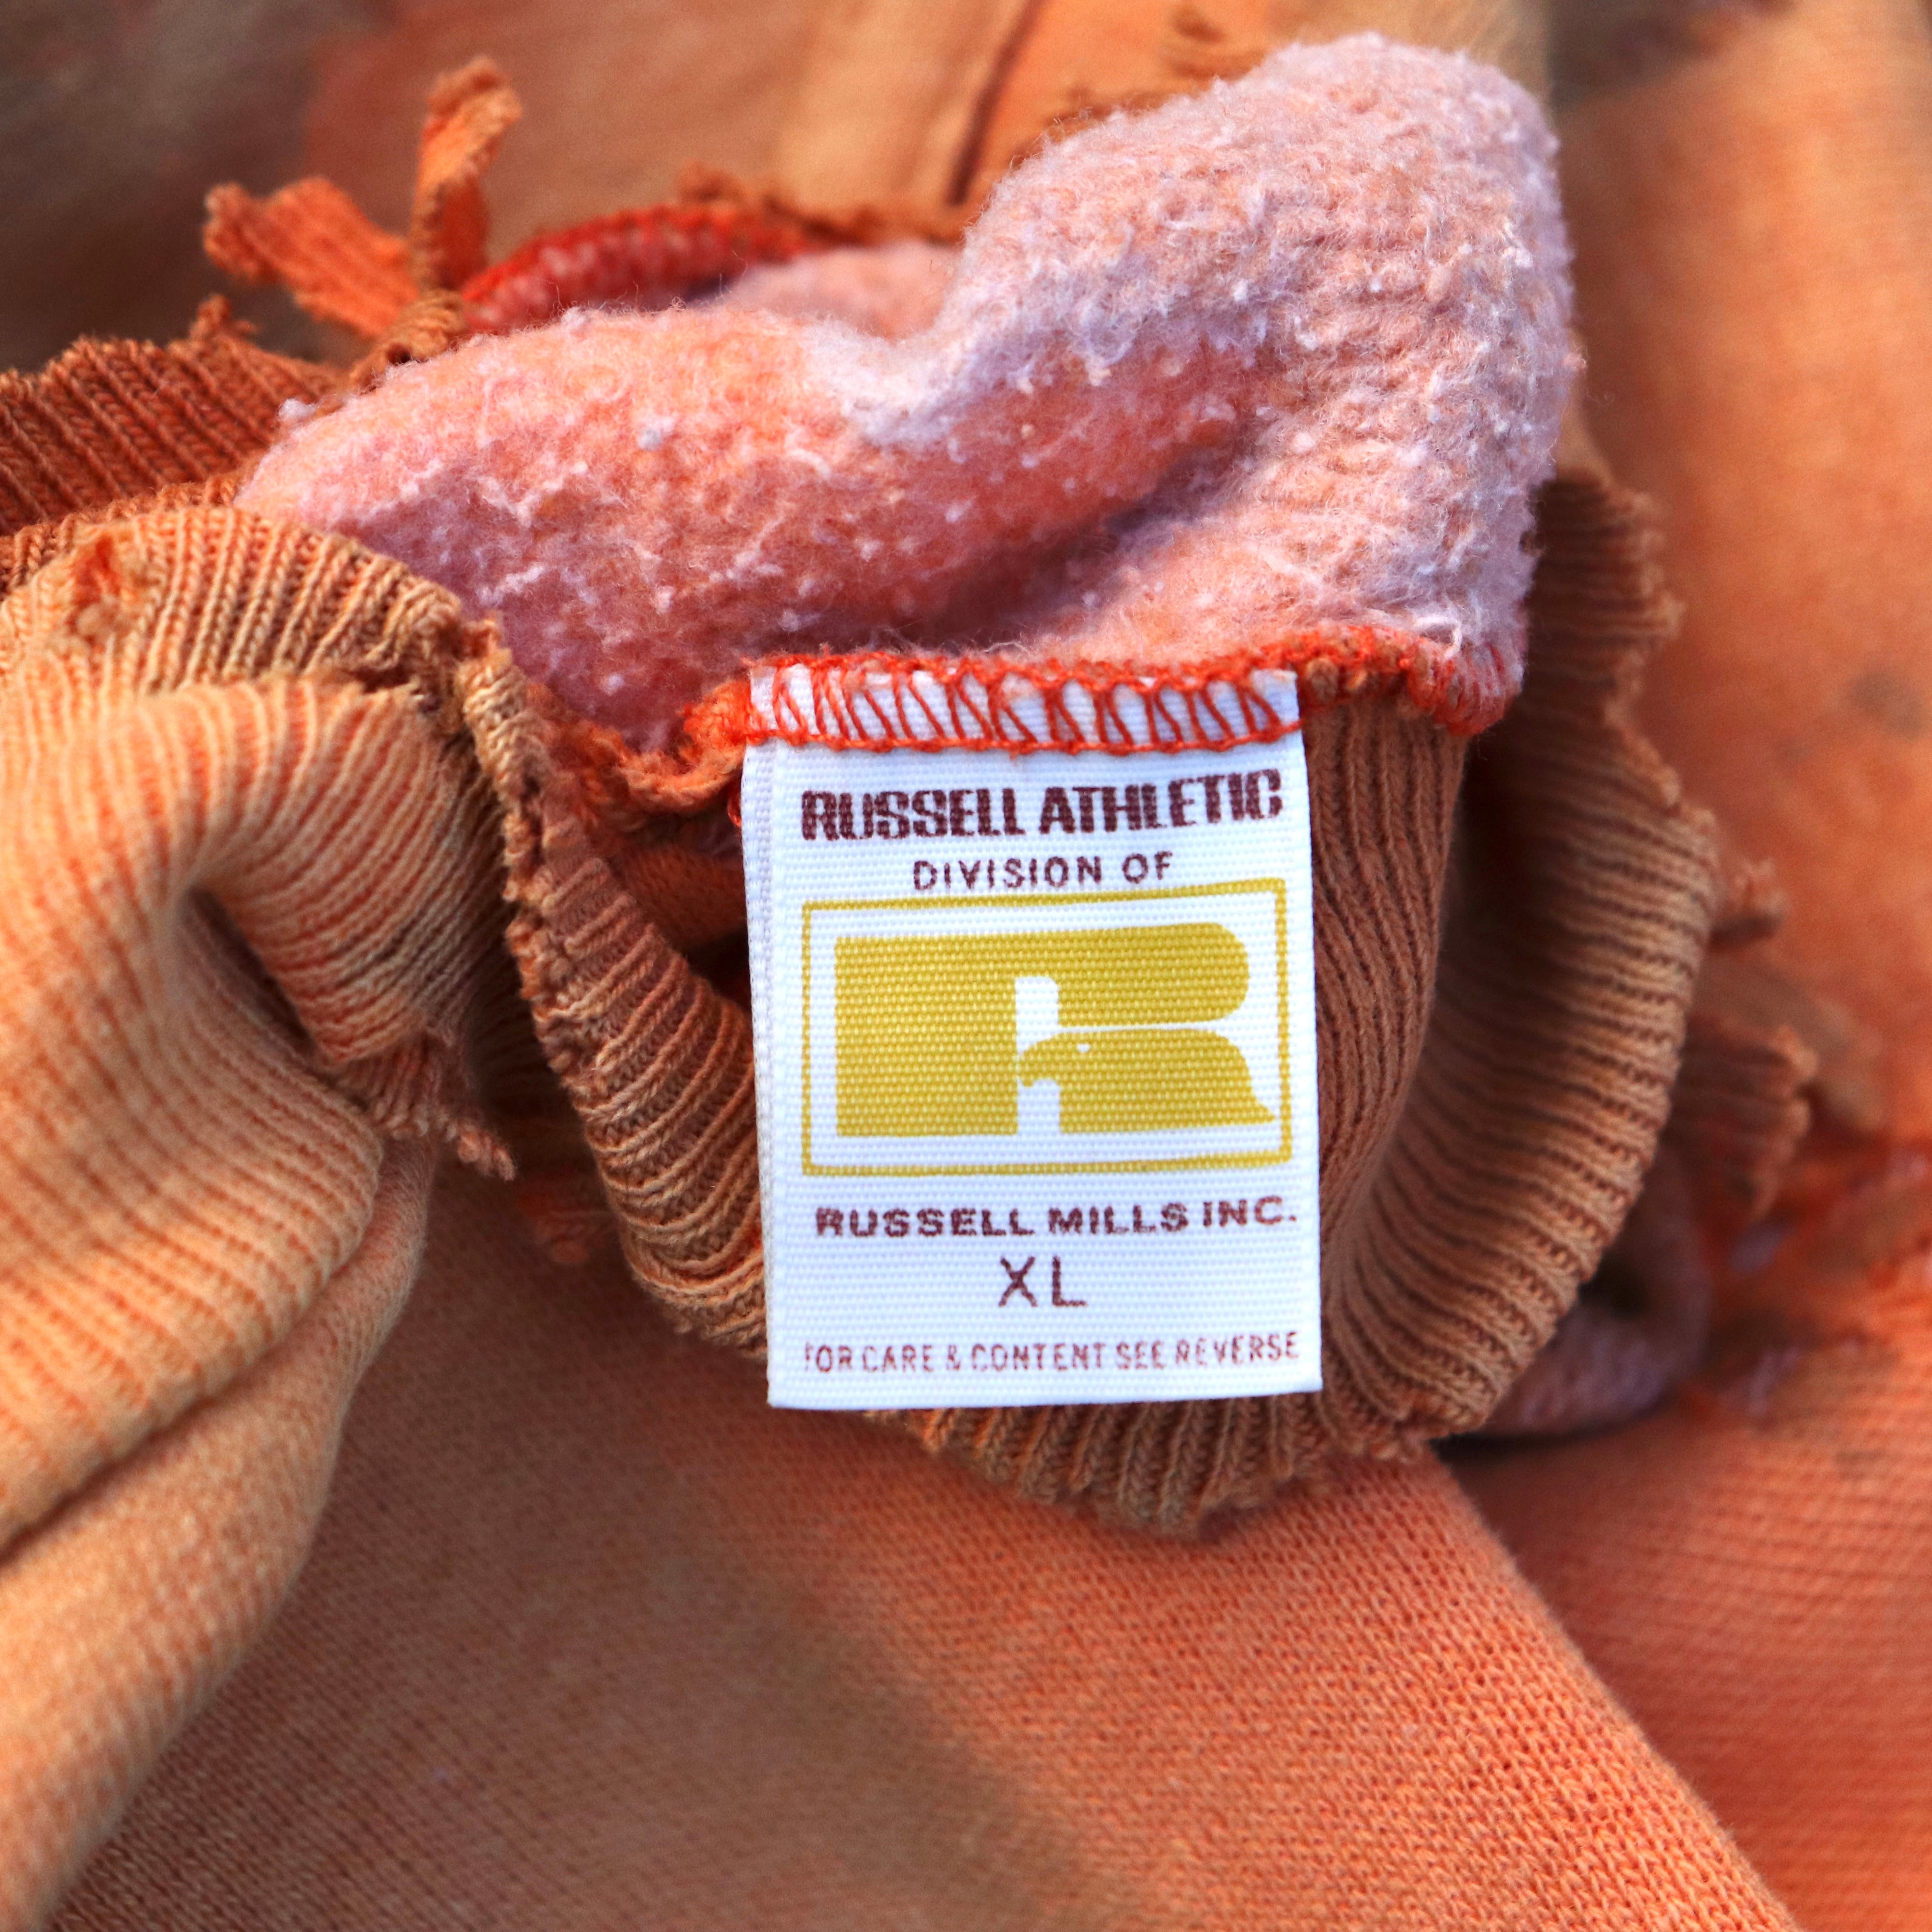 RUSSELL ATHLETIC
DIVISION OF
R
RUSSELL MILLS INC.
XL
FOR CARE & CONTENT SEE REVERSE